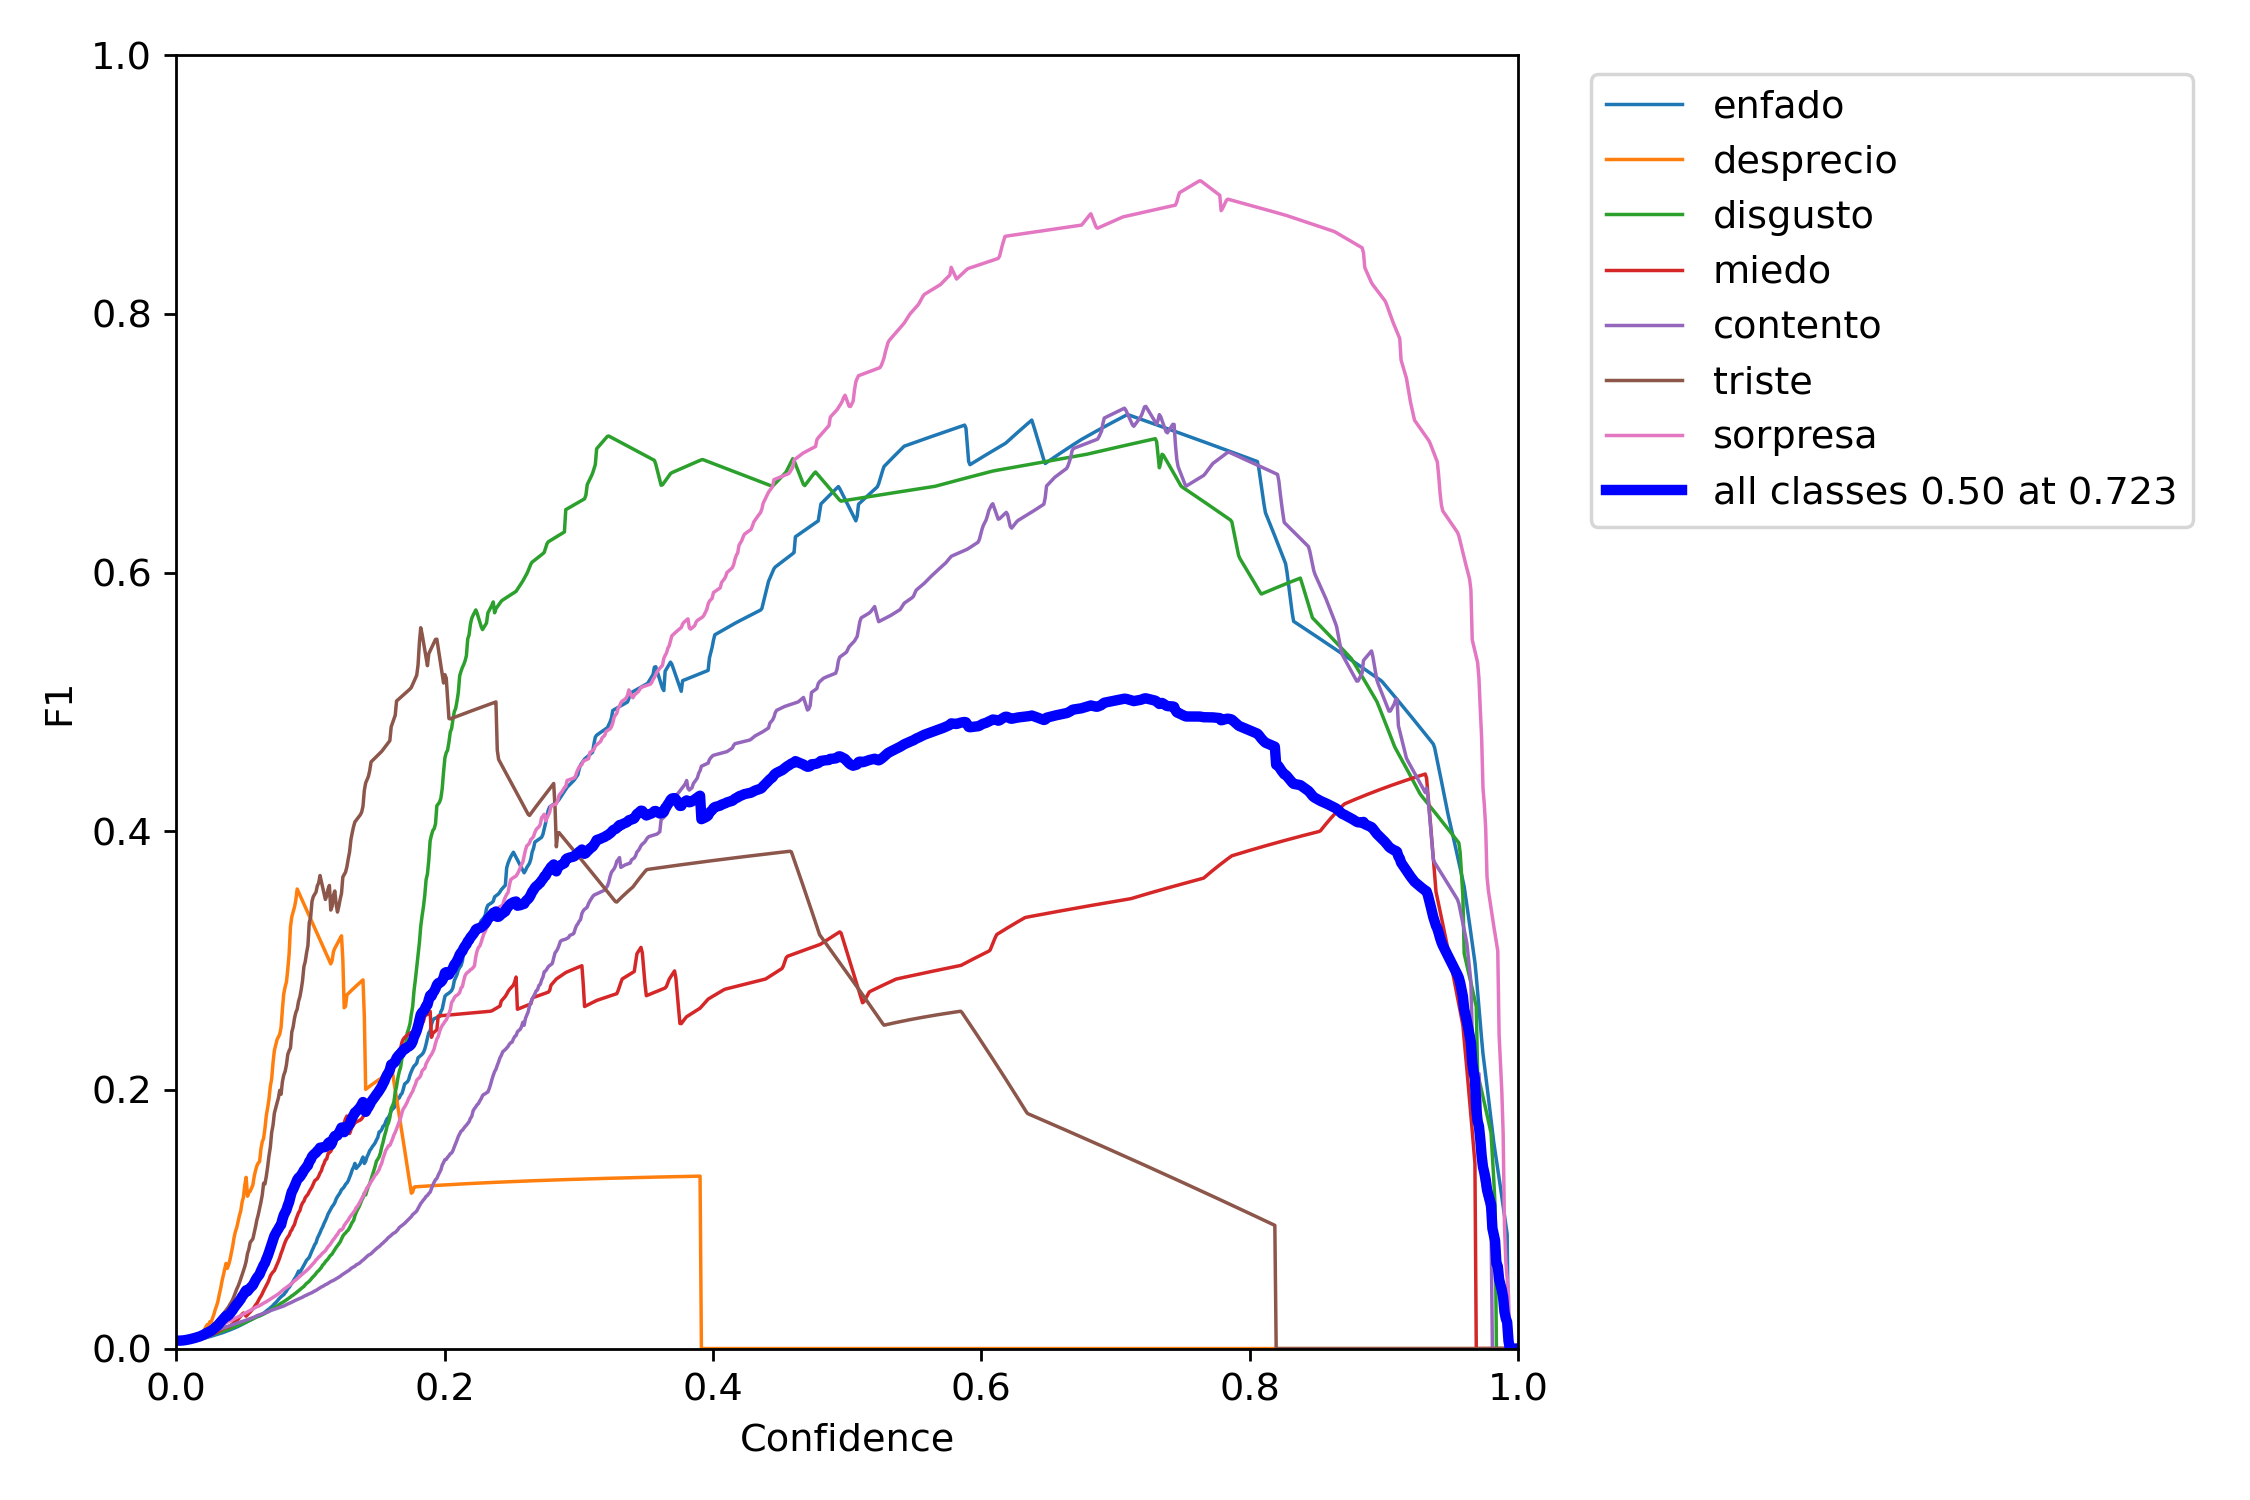 1.0
0.8
0.6
0.4
0.2
0.0
F1
0.0 0.2 0.4 0.6 0.8 1.0
Confidence
enfado
desprecio
disgusto
miedo
contento
triste
sorpresa
all classes 0.50 at 0.723